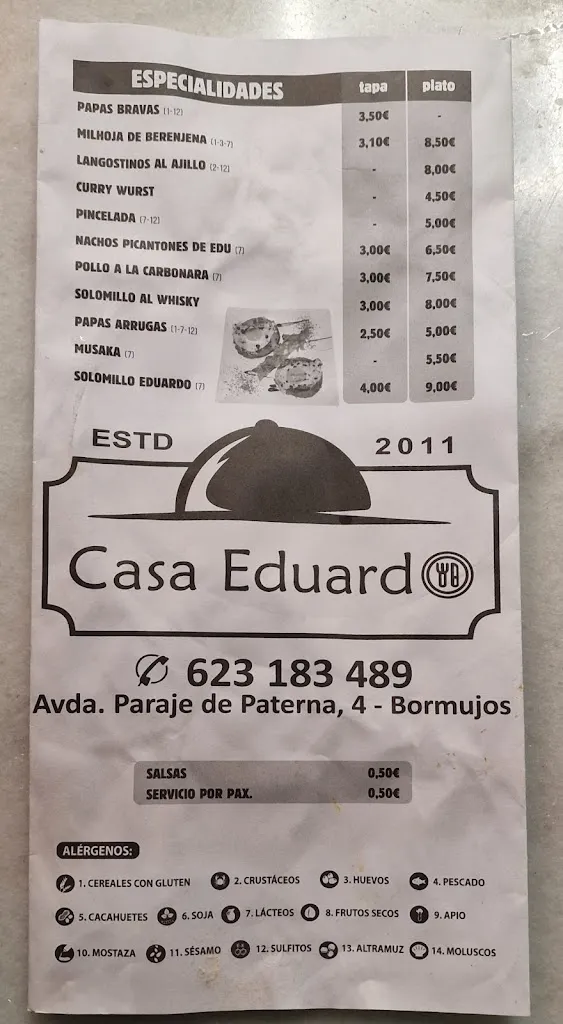 ESPECIALIDADES tapa plato
PAPAS BRAVAS (1-12) 3,50€ -
MILHOJA DE BERENJENA (1-3-7) 3,10€ 8,50€
LANGOSTINOS AL AJILLO (2-12) - 8,00€
CURRY WURST - 4,50€
PINCELADA (7-12) - 5,00€
NACHOS PICANTONES DE EDU (7) 3,00€ 6,50€
POLLO A LA CARBONARA (7) 3,00€ 7,50€
SOLOMILLO AL WHISKY 3,00€ 8,00€
PAPAS ARRUGAS (1-7-12) 2,50€ 5,00€
MUSAKA (7) - 5,50€
SOLOMILLO EDUARDO (7) 4,00€ 9,00€
ESTD 2011
Casa Eduardo
623 183 489
Avda. Paraje de Paterna, 4 - Bormujos
SALSAS 0,50€
SERVICIO POR PAX. 0,50€
ALÉRGENOS:
1. CEREALES CON GLUTEN 2. CRUSTÁCEOS 3. HUEVOS 4. PESCADO
5. CACAHUETES 6. SOJA 7. LÁCTEOS 8. FRUTOS SECOS 9. APIO
10. MOSTAZA 11. SÉSAMO 12. SULFITOS 13. ALTRAMUZ 14. MOLUSCOS